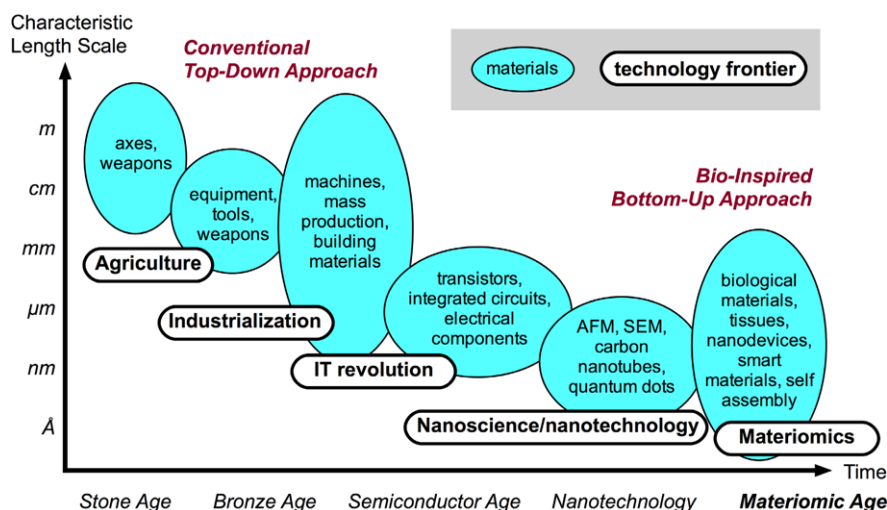 Characteristic
Length Scale
Conventional
Top-Down Approach
materials
technology frontier
m
cm
mm
µm
nm
Å
axes,
weapons
equipment,
tools,
weapons
machines,
mass
production,
building
materials
Bio-Inspired
Bottom-Up Approach
Agriculture
Industrialization
IT revolution
transistors,
integrated circuits,
electrical
components
AFM, SEM,
carbon
nanotubes,
quantum dots
biological
materials,
tissues,
nanodevices,
smart
materials, self
assembly
Nanoscience/nanotechnology
Materiomics
Time
Stone Age
Bronze Age
Semiconductor Age
Nanotechnology
Materiomic Age